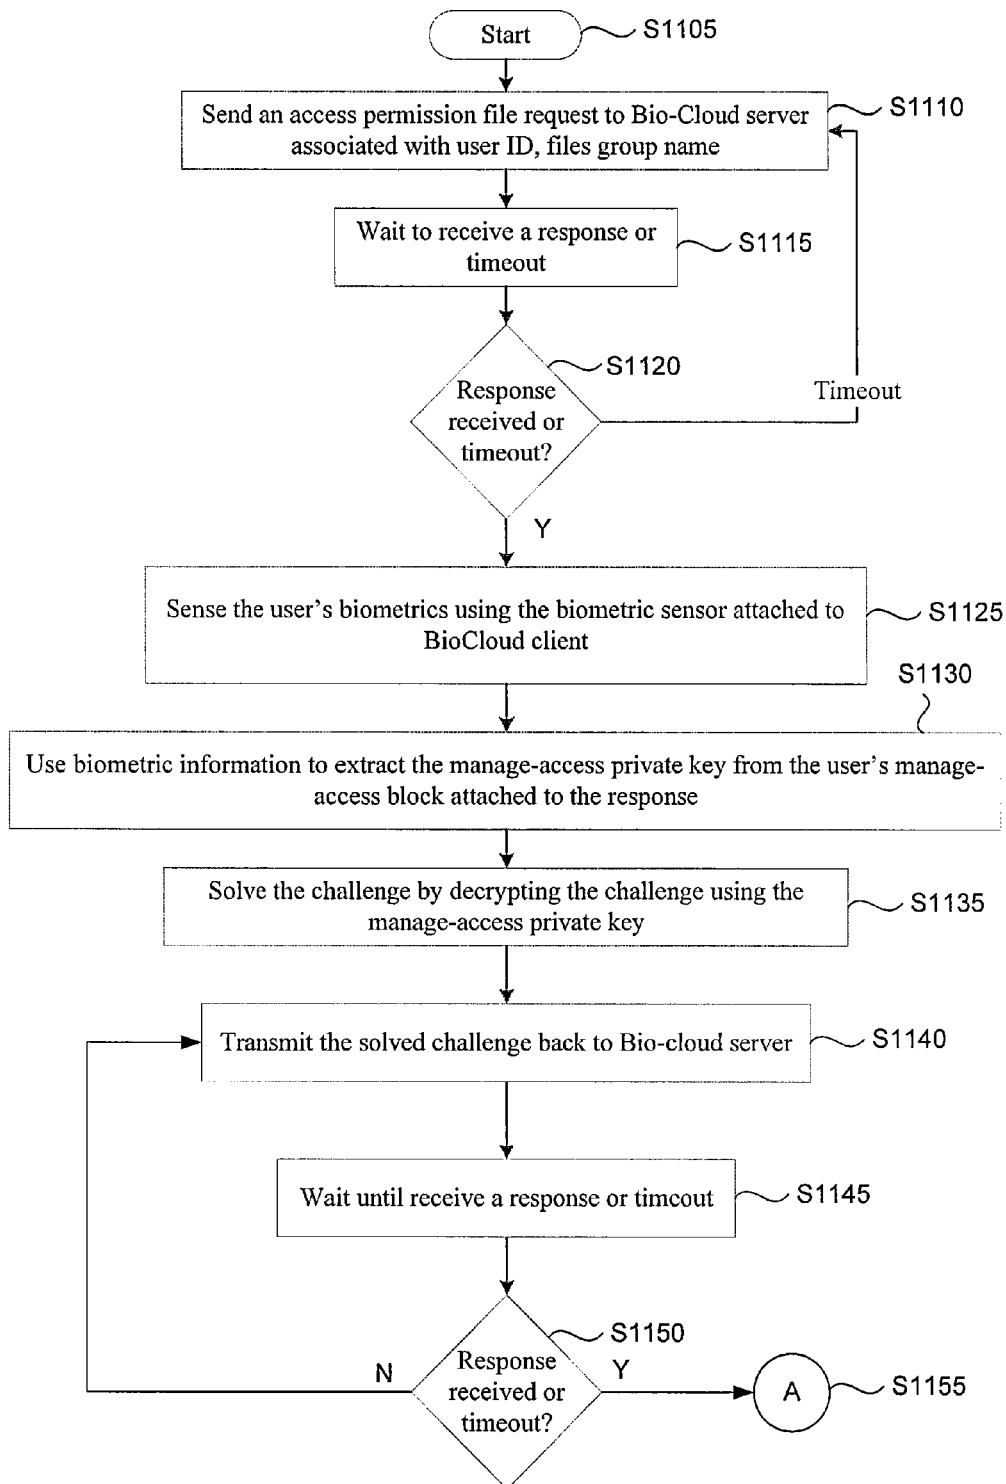 Start
S1105
Send an access permission file request to Bio-Cloud server
associated with user ID, files group name
S1110
Wait to receive a response or
timeout
S1115
Response
received or
timeout?
S1120
Timeout
Y
Sense the user's biometrics using the biometric sensor attached to
BioCloud client
S1125
S1130
Use biometric information to extract the manage-access private key from the user's manage-
access block attached to the response
Solve the challenge by decrypting the challenge using the
manage-access private key
S1135
Transmit the solved challenge back to Bio-cloud server
S1140
Wait until receive a response or timeout
S1145
Response
received or
timeout?
S1150
N
Y
A
S1155